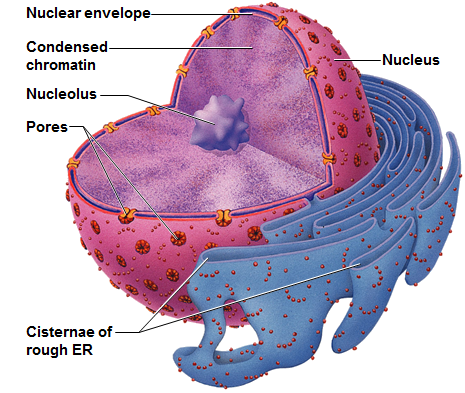 Nuclear envelope
Condensed
chromatin
Nucleus
Nucleolus
Pores
Cisternae of
rough ER